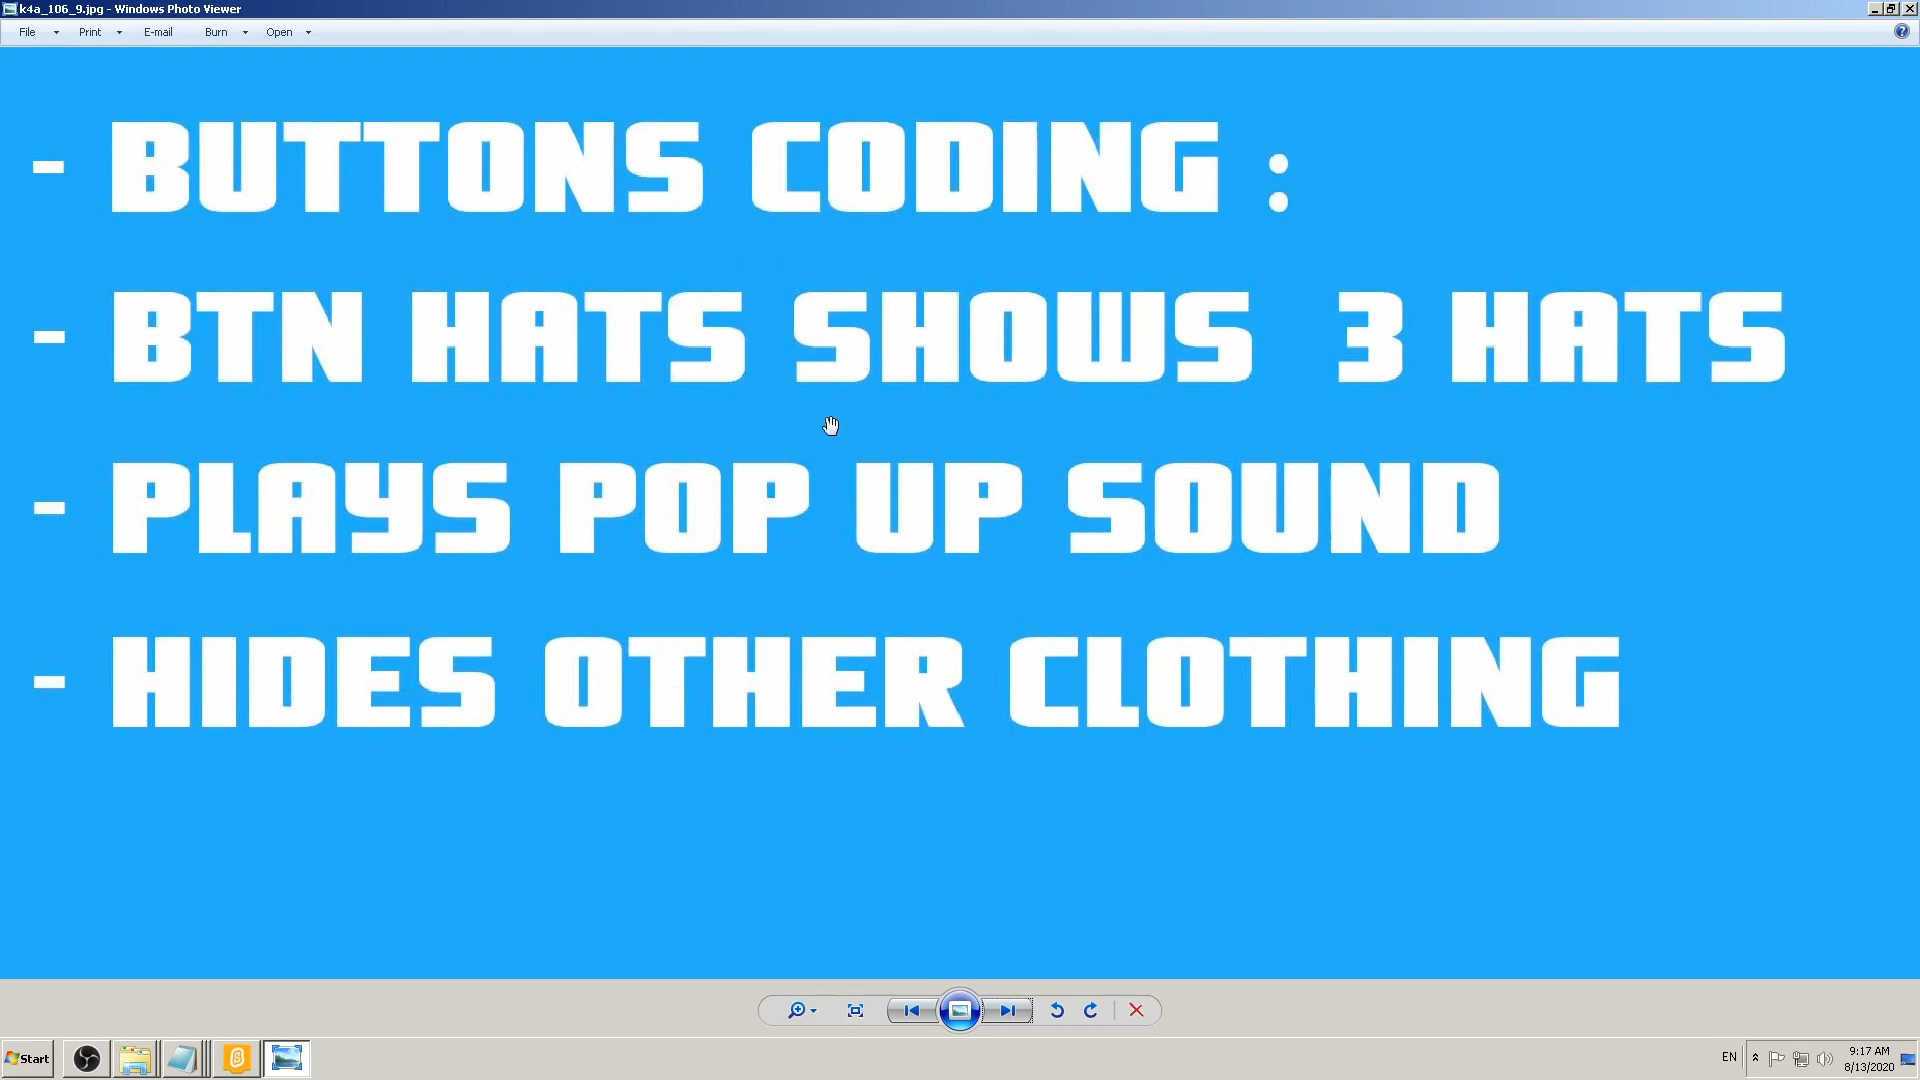 k4a_106_9.jpg - Windows Photo Viewer
File Print E-mail Burn Open
- BUTTONS CODING :
- BTN HATS SHOWS 3 HATS
- PLAYS POP UP SOUND
- HIDES OTHER CLOTHING
Start
EN
9:17 AM
8/13/2020